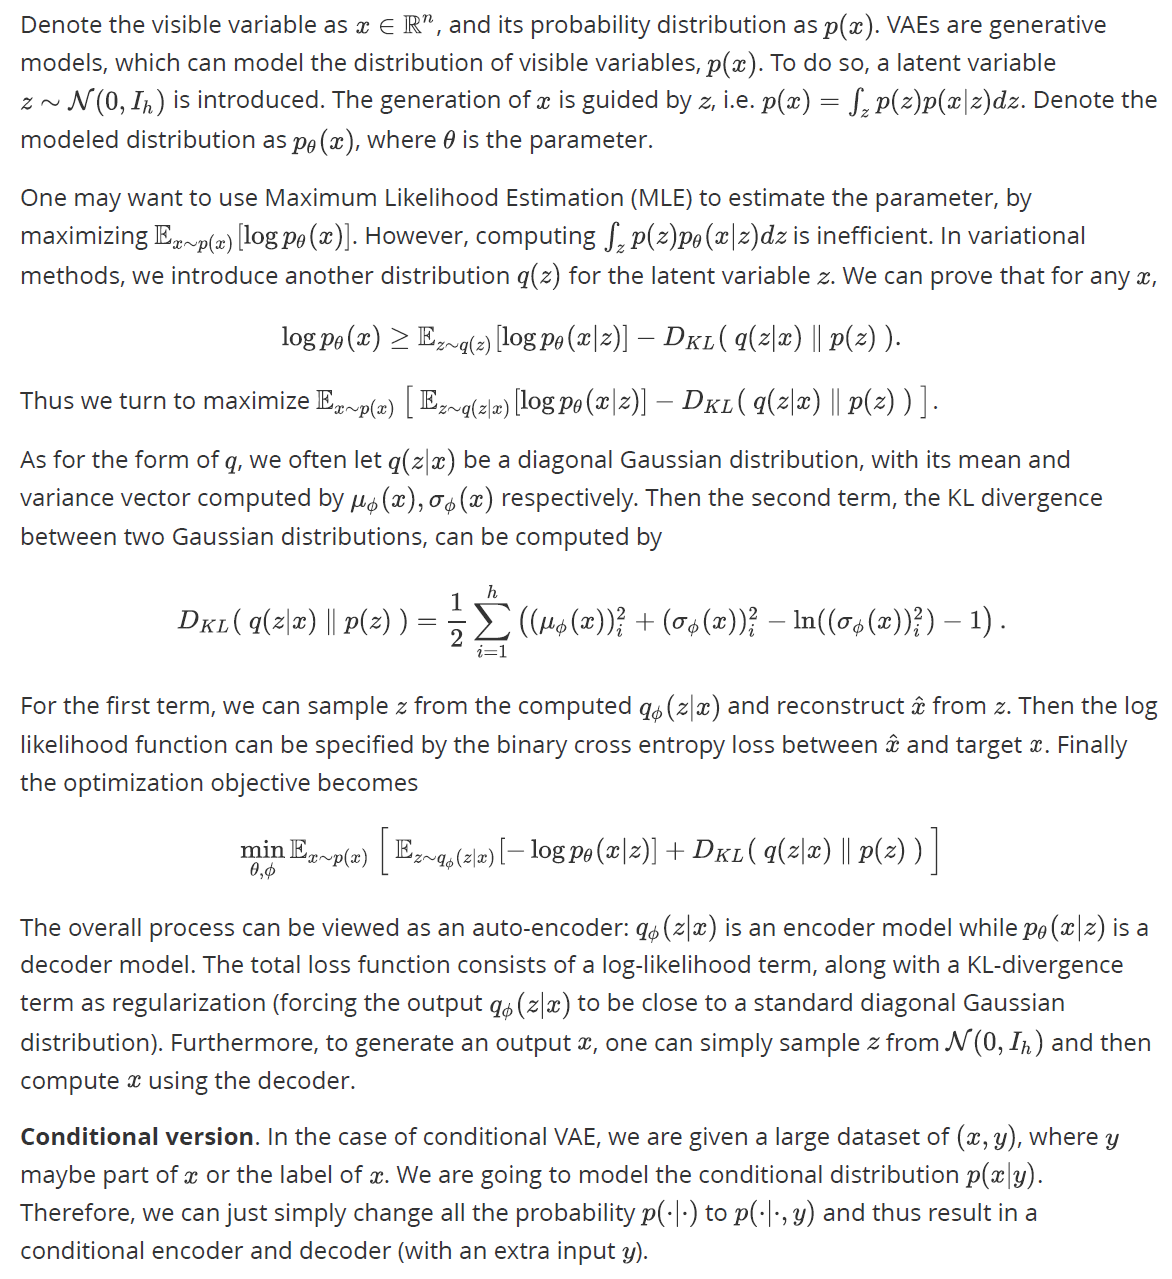 Denote the visible variable as $x \in \mathbb{R}^n$, and its probability distribution as $p(x)$. VAEs are generative
models, which can model the distribution of visible variables, $p(x)$. To do so, a latent variable
$z \sim \mathcal{N}(0, I_h)$ is introduced. The generation of $x$ is guided by $z$, i.e. $p(x) = \int_z p(z)p(x|z)dz$. Denote the
modeled distribution as $p_\theta(x)$, where $\theta$ is the parameter.
One may want to use Maximum Likelihood Estimation (MLE) to estimate the parameter, by
maximizing $\mathbb{E}_{x\sim p(x)}[\log p_\theta(x)]$. However, computing $\int_z p(z)p_\theta(x|z)dz$ is inefficient. In variational
methods, we introduce another distribution $q(z)$ for the latent variable $z$. We can prove that for any $x$,
$$\log p_\theta(x) \geq \mathbb{E}_{z\sim q(z)}[\log p_\theta(x|z)] - D_{KL}(\, q(z|x) \parallel p(z) \,).$$
Thus we turn to maximize $\mathbb{E}_{x\sim p(x)} \left[ \mathbb{E}_{z\sim q(z|x)}[\log p_\theta(x|z)] - D_{KL}(\, q(z|x) \parallel p(z) \,) \right]$.
As for the form of $q$, we often let $q(z|x)$ be a diagonal Gaussian distribution, with its mean and
variance vector computed by $\mu_\phi(x), \sigma_\phi(x)$ respectively. Then the second term, the KL divergence
between two Gaussian distributions, can be computed by
$$D_{KL}(\, q(z|x) \parallel p(z) \,) = \frac{1}{2} \sum_{i=1}^{h} \left( (\mu_\phi(x))_i^2 + (\sigma_\phi(x))_i^2 - \ln((\sigma_\phi(x))_i^2) - 1 \right).$$
For the first term, we can sample $z$ from the computed $q_\phi(z|x)$ and reconstruct $\hat{x}$ from $z$. Then the log
likelihood function can be specified by the binary cross entropy loss between $\hat{x}$ and target $x$. Finally
the optimization objective becomes
$$\min_{\theta,\phi} \mathbb{E}_{x\sim p(x)} \left[ \mathbb{E}_{z\sim q_\phi(z|x)}[-\log p_\theta(x|z)] + D_{KL}(\, q(z|x) \parallel p(z) \,) \right]$$
The overall process can be viewed as an auto-encoder: $q_\phi(z|x)$ is an encoder model while $p_\theta(x|z)$ is a
decoder model. The total loss function consists of a log-likelihood term, along with a KL-divergence
term as regularization (forcing the output $q_\phi(z|x)$ to be close to a standard diagonal Gaussian
distribution). Furthermore, to generate an output $x$, one can simply sample $z$ from $\mathcal{N}(0, I_h)$ and then
compute $x$ using the decoder.
Conditional version. In the case of conditional VAE, we are given a large dataset of $(x, y)$, where $y$
maybe part of $x$ or the label of $x$. We are going to model the conditional distribution $p(x|y)$.
Therefore, we can just simply change all the probability $p(\cdot|\cdot)$ to $p(\cdot|\cdot, y)$ and thus result in a
conditional encoder and decoder (with an extra input $y$).